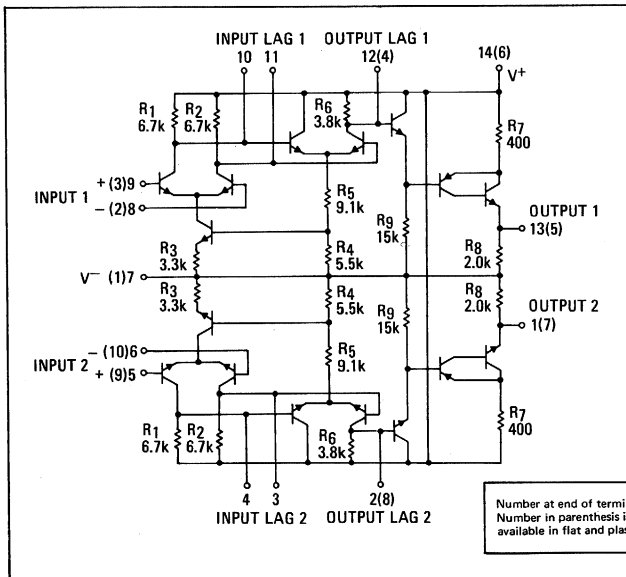 INPUT LAG 1 OUTPUT LAG 1
10 11 12(4) 14(6)
V+
R1 6.7k
R2 6.7k
R6 3.8k
R7 400
INPUT 1
+ (3)9
− (2)8
R5 9.1k
R9 15k
OUTPUT 1
13(5)
R3 3.3k
R4 5.5k
R8 2.0k
V− (1)7
R3 3.3k
R4 5.5k
R9 15k
R8 2.0k
OUTPUT 2
1(7)
INPUT 2
− (10)6
+ (9)5
R5 9.1k
R1 6.7k
R2 6.7k
R6 3.8k
R7 400
4 3 2(8)
INPUT LAG 2 OUTPUT LAG 2
Number at end of termi
Number in parenthesis i
available in flat and plas